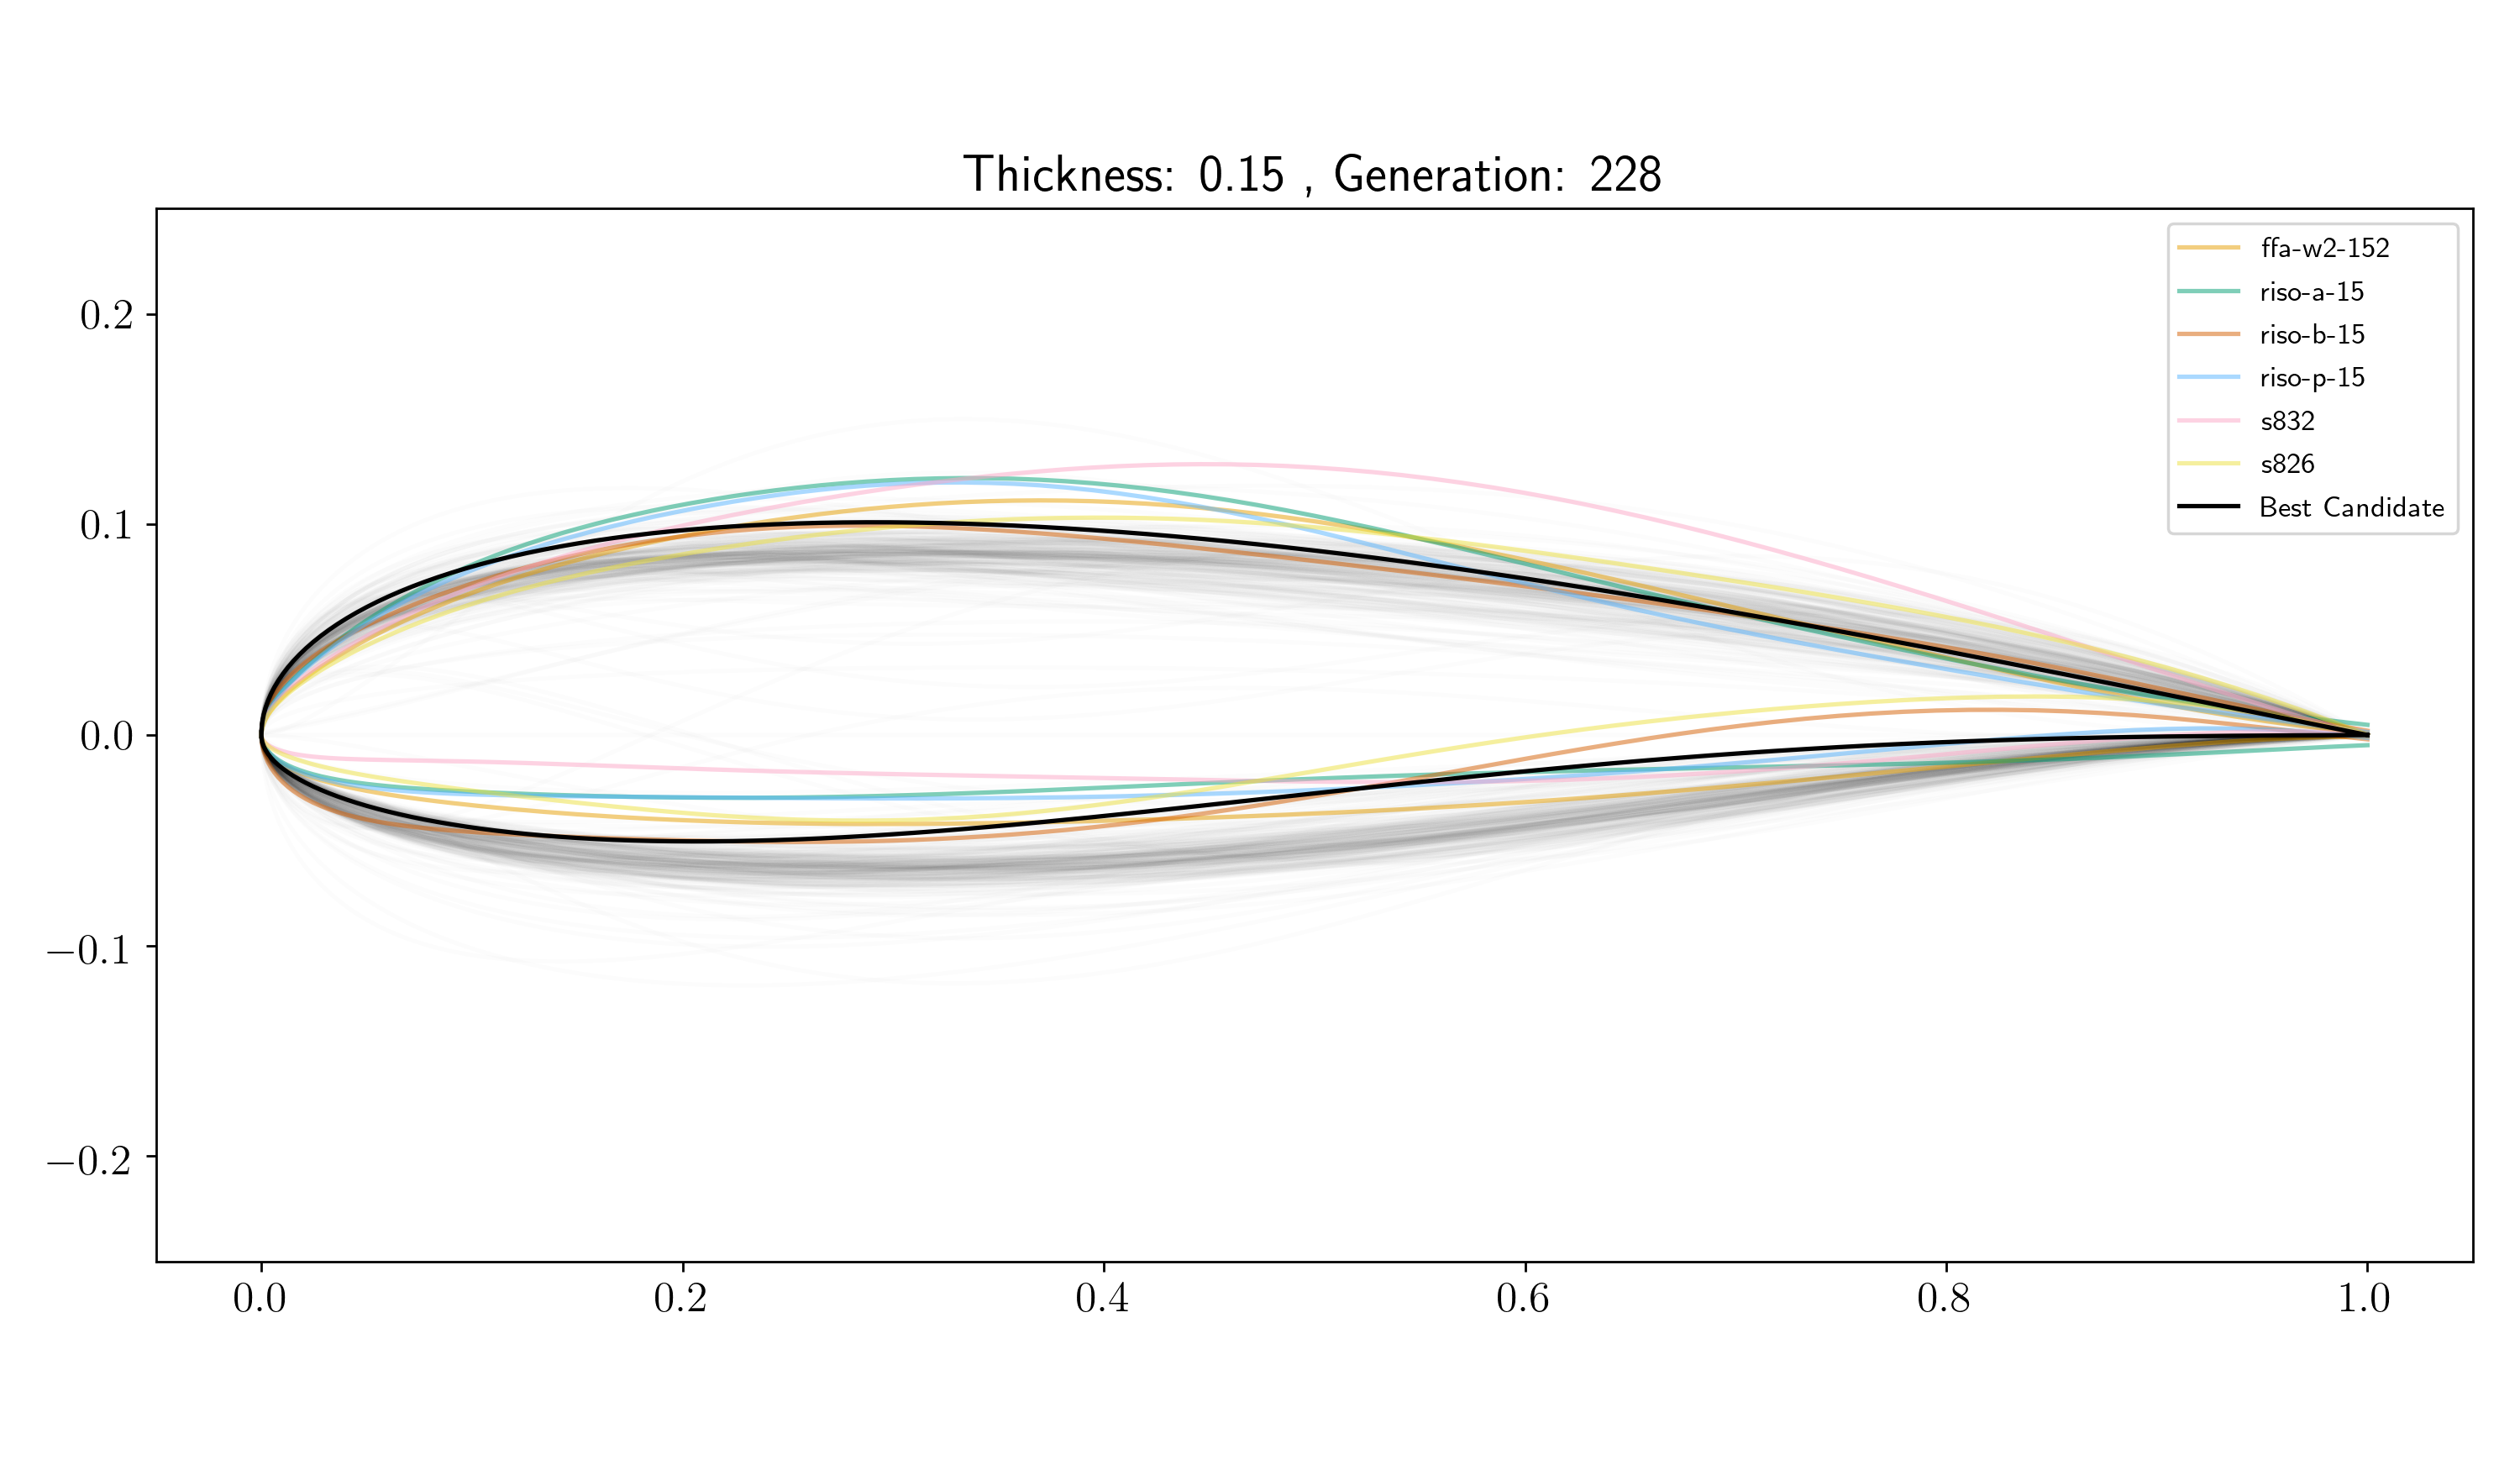 Thickness: 0.15 , Generation: 228
ffa-w2-152
riso-a-15
riso-b-15
riso-p-15
s832
s826
Best Candidate
0.2
0.1
0.0
−0.1
−0.2
0.0 0.2 0.4 0.6 0.8 1.0